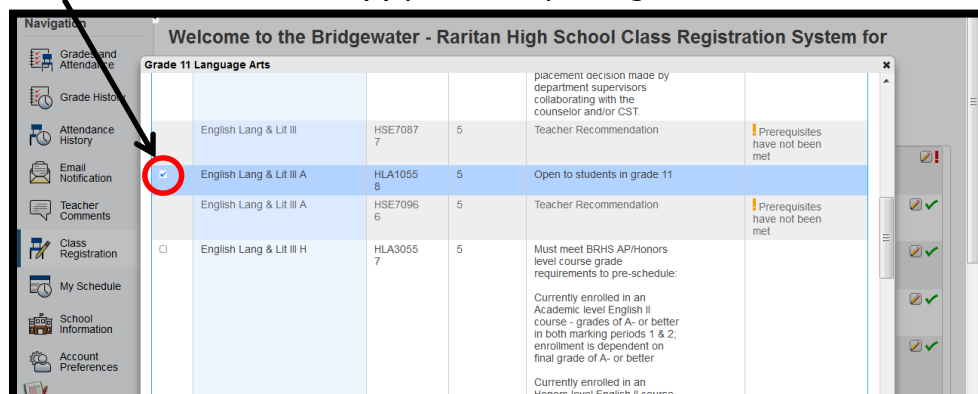 Navigation
Welcome to the Bridgewater - Raritan High School Class Registration System for
Grades and
Attendance
Grade History
Attendance
History
Email
Notification
Teacher
Comments
Class
Registration
My Schedule
School
Information
Account
Preferences
Grade 11 Language Arts
placement decision made by
department supervisors
collaborating with the
counselor and/or CST.
English Lang & Lit III
HSE7087
7
5
Teacher Recommendation
Prerequisites
have not been
met
English Lang & Lit III A
HLA1055
8
5
Open to students in grade 11
English Lang & Lit III A
HSE7096
6
5
Teacher Recommendation
Prerequisites
have not been
met
English Lang & Lit III H
HLA3055
7
5
Must meet BRHS AP/Honors
level course grade
requirements to pre-schedule:
Currently enrolled in an
Academic level English II
course - grades of A- or better
in both marking periods 1 & 2;
enrollment is dependent on
final grade of A- or better
Currently enrolled in an
Honors level English II course